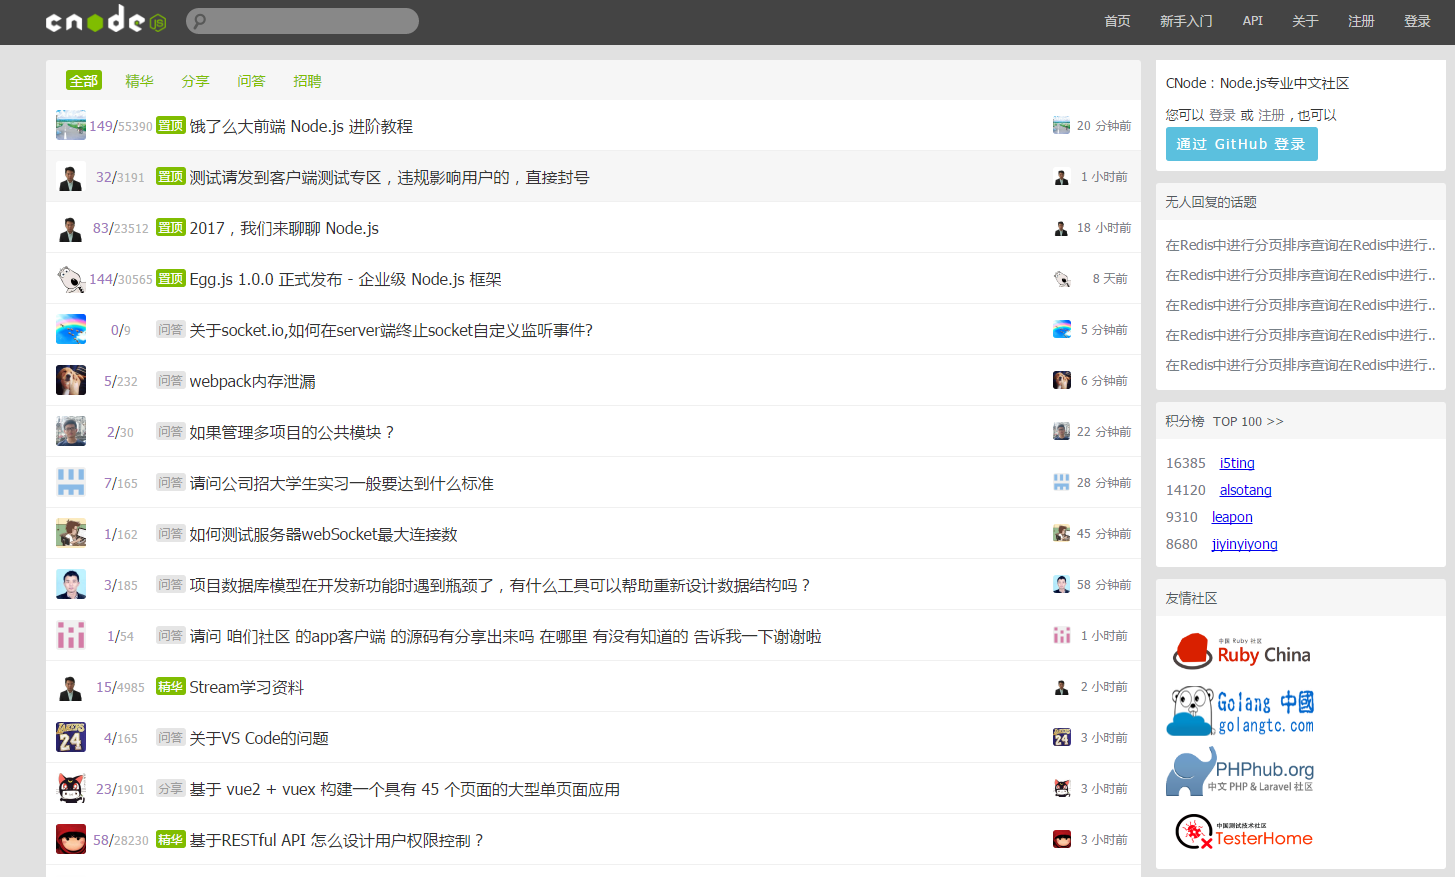 cnode js
首页 新手入门 API 关于 注册 登录
全部 精华 分享 问答 招聘
149/55390 置顶 饿了么大前端 Node.js 进阶教程 20 分钟前
32/3191 置顶 测试请发到客户端测试专区，违规影响用户的，直接封号 1 小时前
83/23512 置顶 2017，我们来聊聊 Node.js 18 小时前
144/30565 置顶 Egg.js 1.0.0 正式发布 - 企业级 Node.js 框架 8 天前
0/9 问答 关于socket.io,如何在server端终止socket自定义监听事件? 5 分钟前
5/232 问答 webpack内存泄漏 6 分钟前
2/30 问答 如果管理多项目的公共模块？ 22 分钟前
7/165 问答 请问公司招大学生实习一般要达到什么标准 28 分钟前
1/162 问答 如何测试服务器webSocket最大连接数 45 分钟前
3/185 问答 项目数据库模型在开发新功能时遇到瓶颈了，有什么工具可以帮助重新设计数据结构吗？ 58 分钟前
1/54 问答 请问 咱们社区 的app客户端 的源码有分享出来吗 在哪里 有没有知道的 告诉我一下谢谢啦 1 小时前
15/4985 精华 Stream学习资料 2 小时前
LAKERS 24 4/165 问答 关于VS Code的问题 3 小时前
23/1901 分享 基于 vue2 + vuex 构建一个具有 45 个页面的大型单页面应用 3 小时前
58/28230 精华 基于RESTful API 怎么设计用户权限控制？ 3 小时前
CNode：Node.js专业中文社区
您可以 登录 或 注册 , 也可以
通过 GitHub 登录
无人回复的话题
在Redis中进行分页排序查询在Redis中进行..
在Redis中进行分页排序查询在Redis中进行..
在Redis中进行分页排序查询在Redis中进行..
在Redis中进行分页排序查询在Redis中进行..
在Redis中进行分页排序查询在Redis中进行..
积分榜 TOP 100 >>
16385 i5ting
14120 alsotang
9310 leapon
8680 jiyinyiyong
友情社区
中国 Ruby 社区
Ruby China
Golang 中國
golangtc.com
PHPhub.org
中文 PHP & Laravel 社区
中国测试技术社区
TesterHome